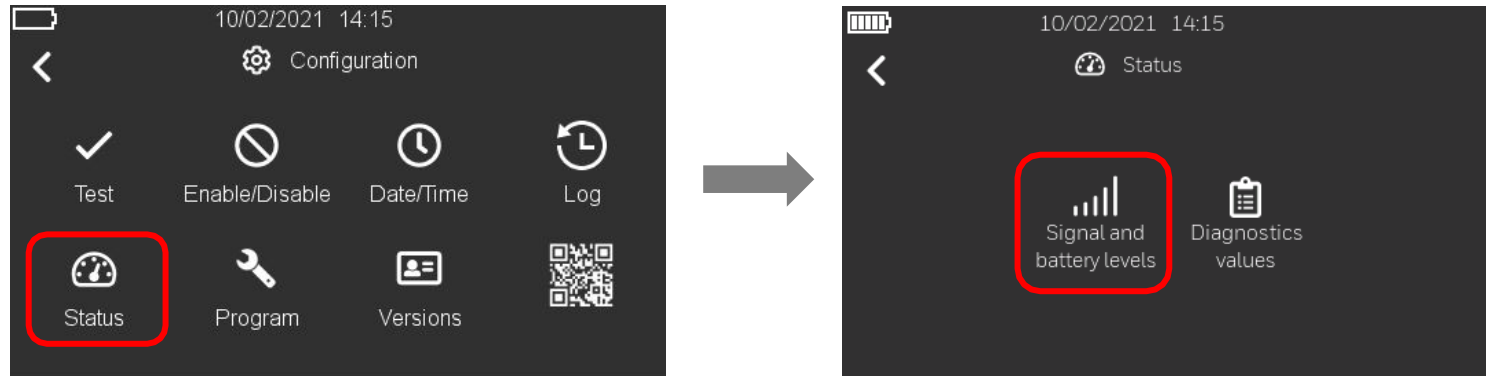 10/02/2021 14:15
Configuration
Test
Enable/Disable
Date/Time
Log
Status
Program
Versions
10/02/2021 14:15
Status
Signal and
battery levels
Diagnostics
values